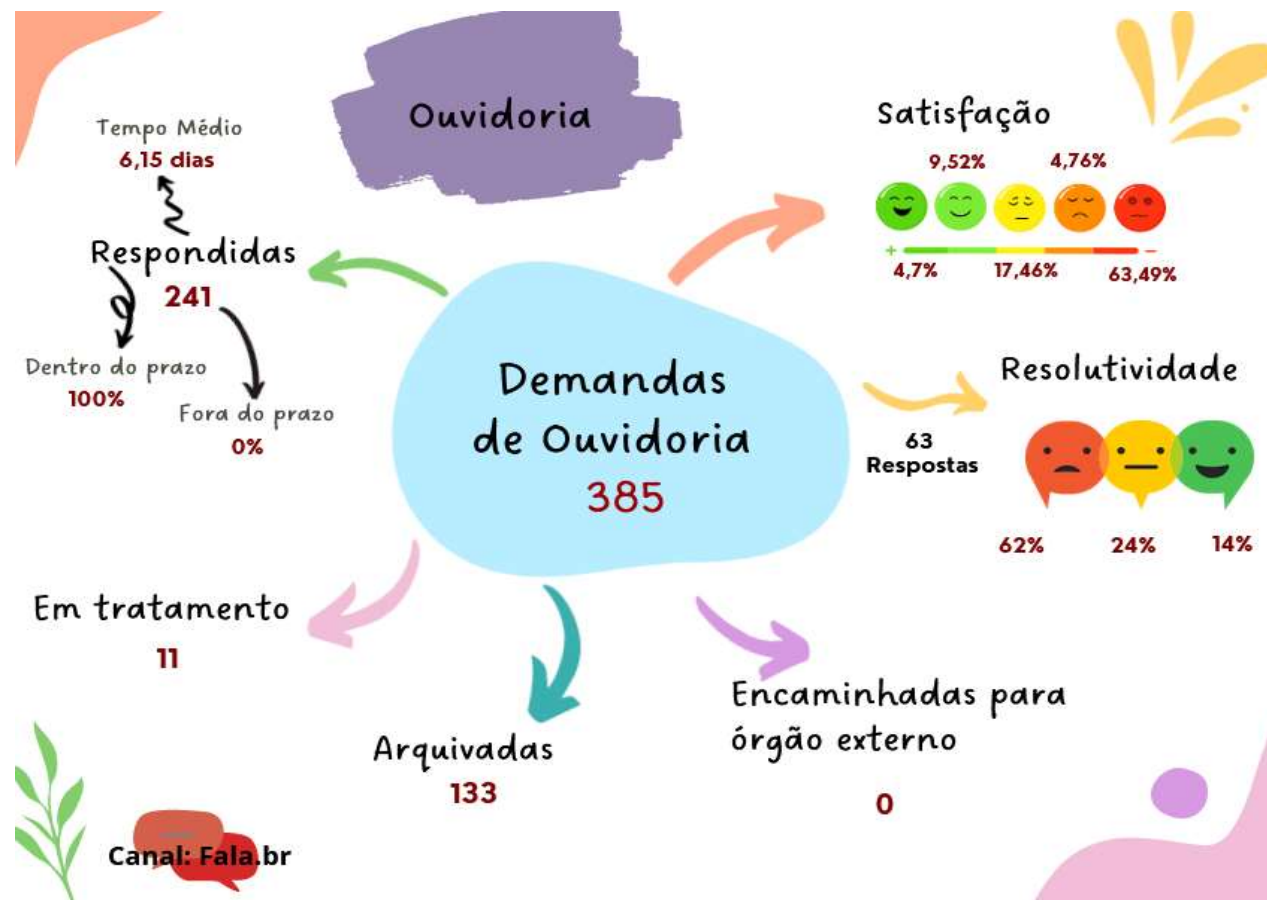 Ouvidoria
Tempo Médio
6,15 dias
Respondidas
241
Dentro do prazo
100%
Fora do prazo
0%
Satisfação
9,52%
4,76%
+
−
4,7%
17,46%
63,49%
Demandas
de Ouvidoria
385
Resolutividade
63
Respostas
62%
24%
14%
Em tratamento
11
Arquivadas
133
Encaminhadas para
órgão externo
0
Canal: Fala.br